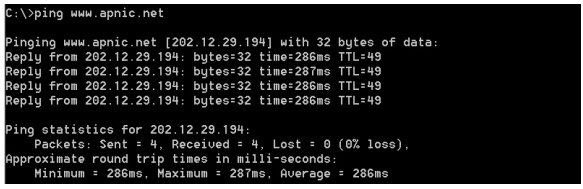 C:\>ping www.apnic.net
Pinging www.apnic.net [202.12.29.194] with 32 bytes of data:
Reply from 202.12.29.194: bytes=32 time=286ms TTL=49
Reply from 202.12.29.194: bytes=32 time=287ms TTL=49
Reply from 202.12.29.194: bytes=32 time=286ms TTL=49
Reply from 202.12.29.194: bytes=32 time=286ms TTL=49
Ping statistics for 202.12.29.194:
Packets: Sent = 4, Received = 4, Lost = 0 (0% loss),
Approximate round trip times in milli-seconds:
Minimum = 286ms, Maximum = 287ms, Average = 286ms